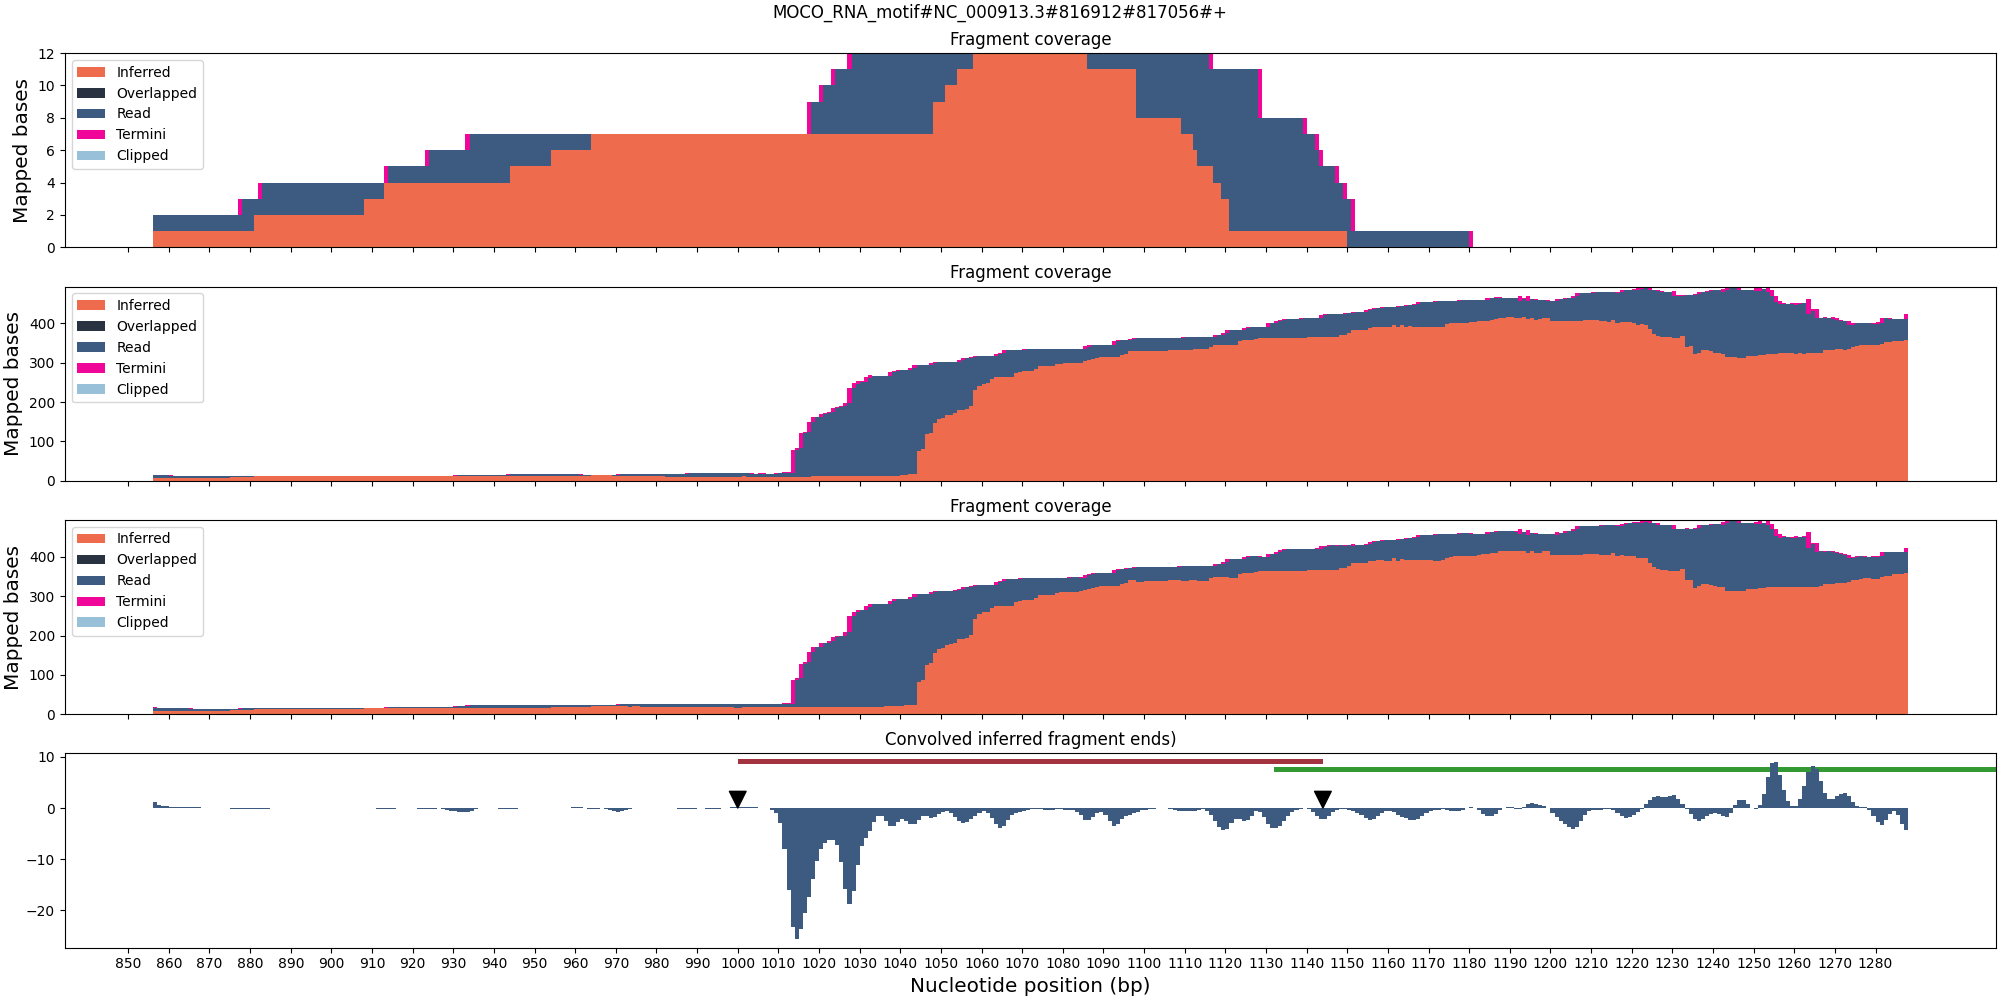 MOCO_RNA_motif#NC_000913.3#816912#817056#+
Fragment coverage
12
10
8
6
4
2
0
Mapped bases
Inferred
Overlapped
Read
Termini
Clipped
Fragment coverage
400
300
200
100
0
Mapped bases
Inferred
Overlapped
Read
Termini
Clipped
Fragment coverage
400
300
200
100
0
Mapped bases
Inferred
Overlapped
Read
Termini
Clipped
Convolved inferred fragment ends)
10
0
−10
−20
850 860 870 880 890 900 910 920 930 940 950 960 970 980 990 1000 1010 1020 1030 1040 1050 1060 1070 1080 1090 1100 1110 1120 1130 1140 1150 1160 1170 1180 1190 1200 1210 1220 1230 1240 1250 1260 1270 1280
Nucleotide position (bp)